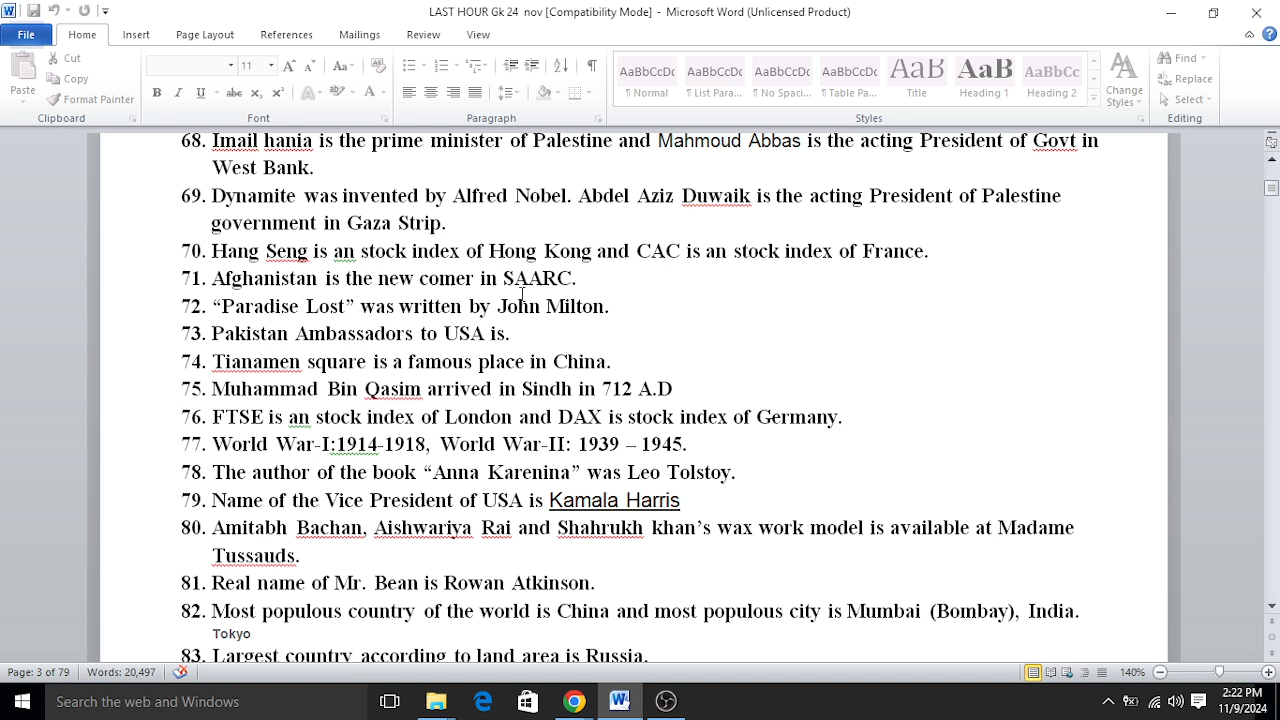 LAST HOUR Gk 24 nov [Compatibility Mode] - Microsoft Word (Unlicensed Product)
File Home Insert Page Layout References Mailings Review View
Paste
Cut
Copy
Format Painter
Clipboard
11
Aa
B I U abc x₂ x² A
Font
Paragraph
AaBbCcDc AaBbCcDc AaBbCcDc AaBbCcDc AaB AaB AaBbCc
¶ Normal ¶ List Para... ¶ No Spaci... ¶ Table Pa... Title Heading 1 Heading 2
Styles
Change
Styles
Find
Replace
Select
Editing
68. Imail hania is the prime minister of Palestine and Mahmoud Abbas is the acting President of Govt in
West Bank.
69. Dynamite was invented by Alfred Nobel. Abdel Aziz Duwaik is the acting President of Palestine
government in Gaza Strip.
70. Hang Seng is an stock index of Hong Kong and CAC is an stock index of France.
71. Afghanistan is the new comer in SAARC.
72. “Paradise Lost” was written by John Milton.
73. Pakistan Ambassadors to USA is.
74. Tianamen square is a famous place in China.
75. Muhammad Bin Qasim arrived in Sindh in 712 A.D
76. FTSE is an stock index of London and DAX is stock index of Germany.
77. World War-I:1914-1918, World War-II: 1939 – 1945.
78. The author of the book “Anna Karenina” was Leo Tolstoy.
79. Name of the Vice President of USA is Kamala Harris
80. Amitabh Bachan, Aishwariya Rai and Shahrukh khan’s wax work model is available at Madame
Tussauds.
81. Real name of Mr. Bean is Rowan Atkinson.
82. Most populous country of the world is China and most populous city is Mumbai (Bombay), India.
Tokyo
83. Largest country according to land area is Russia.
Page: 3 of 79 Words: 20,497 140%
Search the web and Windows
2:22 PM
11/9/2024